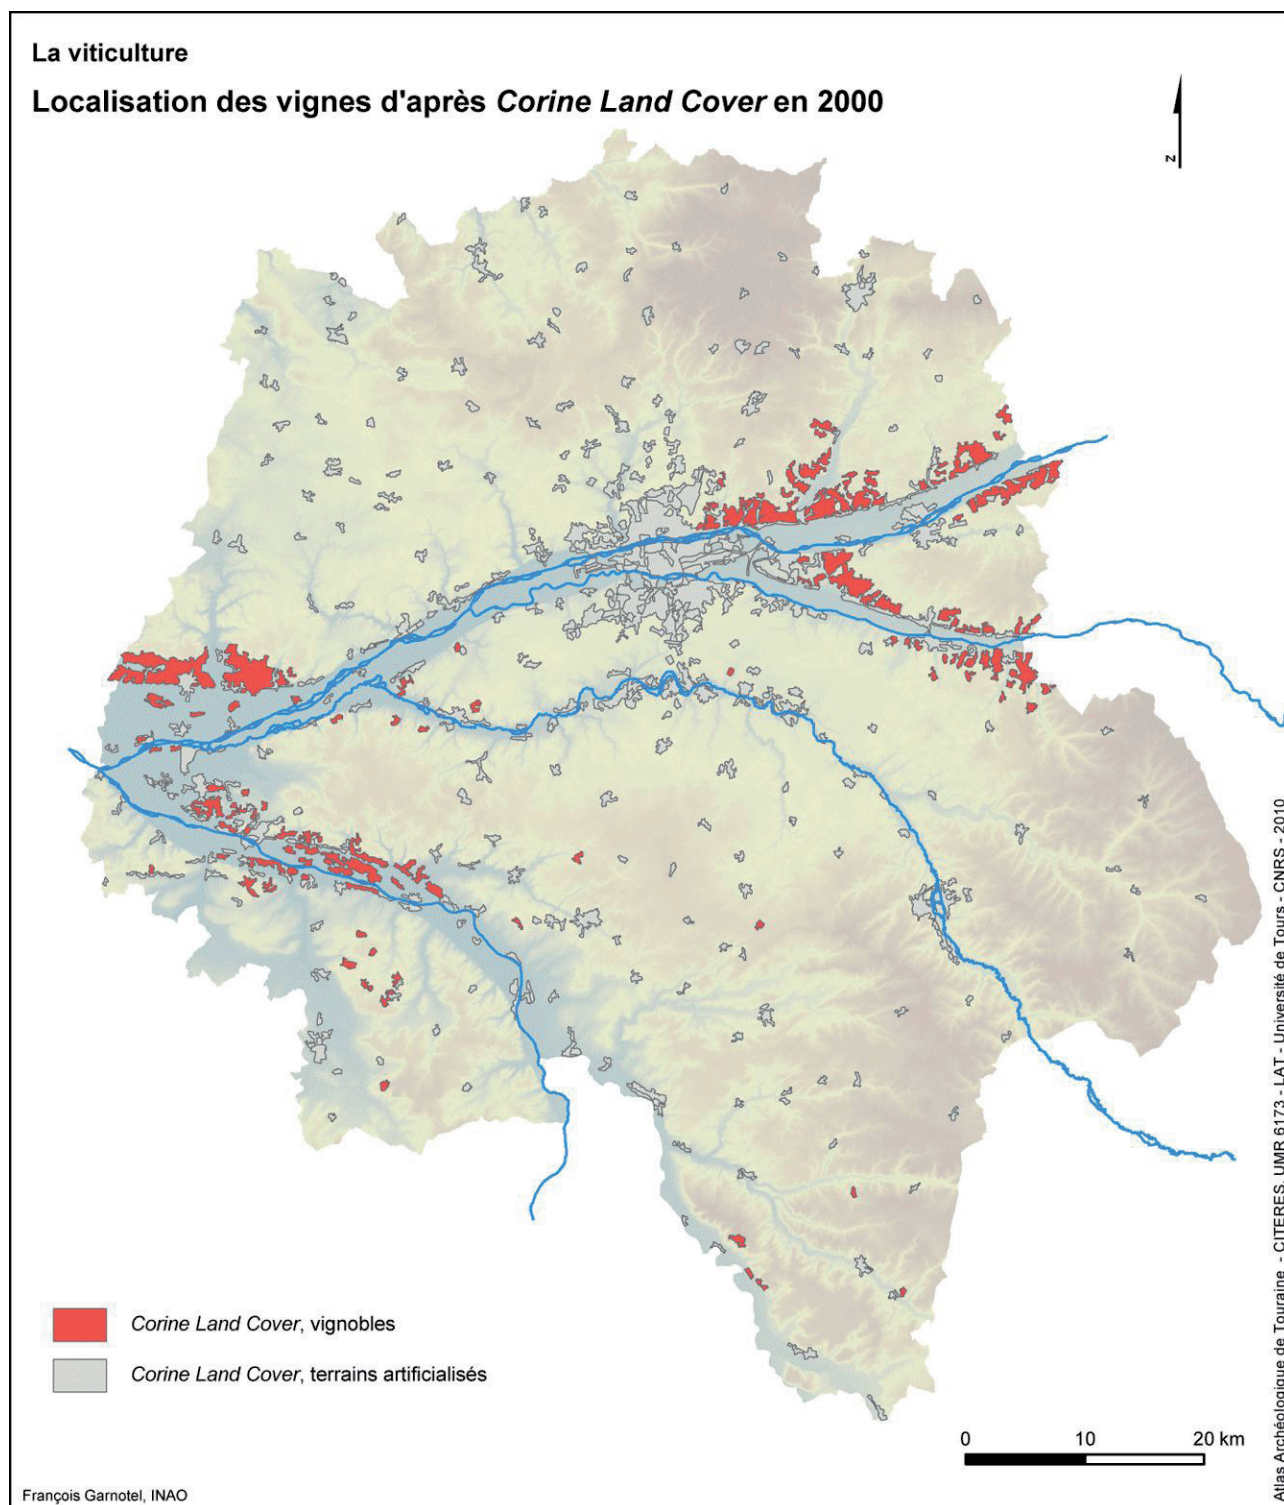 La viticulture
Localisation des vignes d'après Corine Land Cover en 2000
N
Corine Land Cover, vignobles
Corine Land Cover, terrains artificialisés
0 10 20 km
François Garnotel, INAO
Atlas Archéologique de Touraine - CITERES, UMR 6173 - LAT - Université de Tours - CNRS - 2010